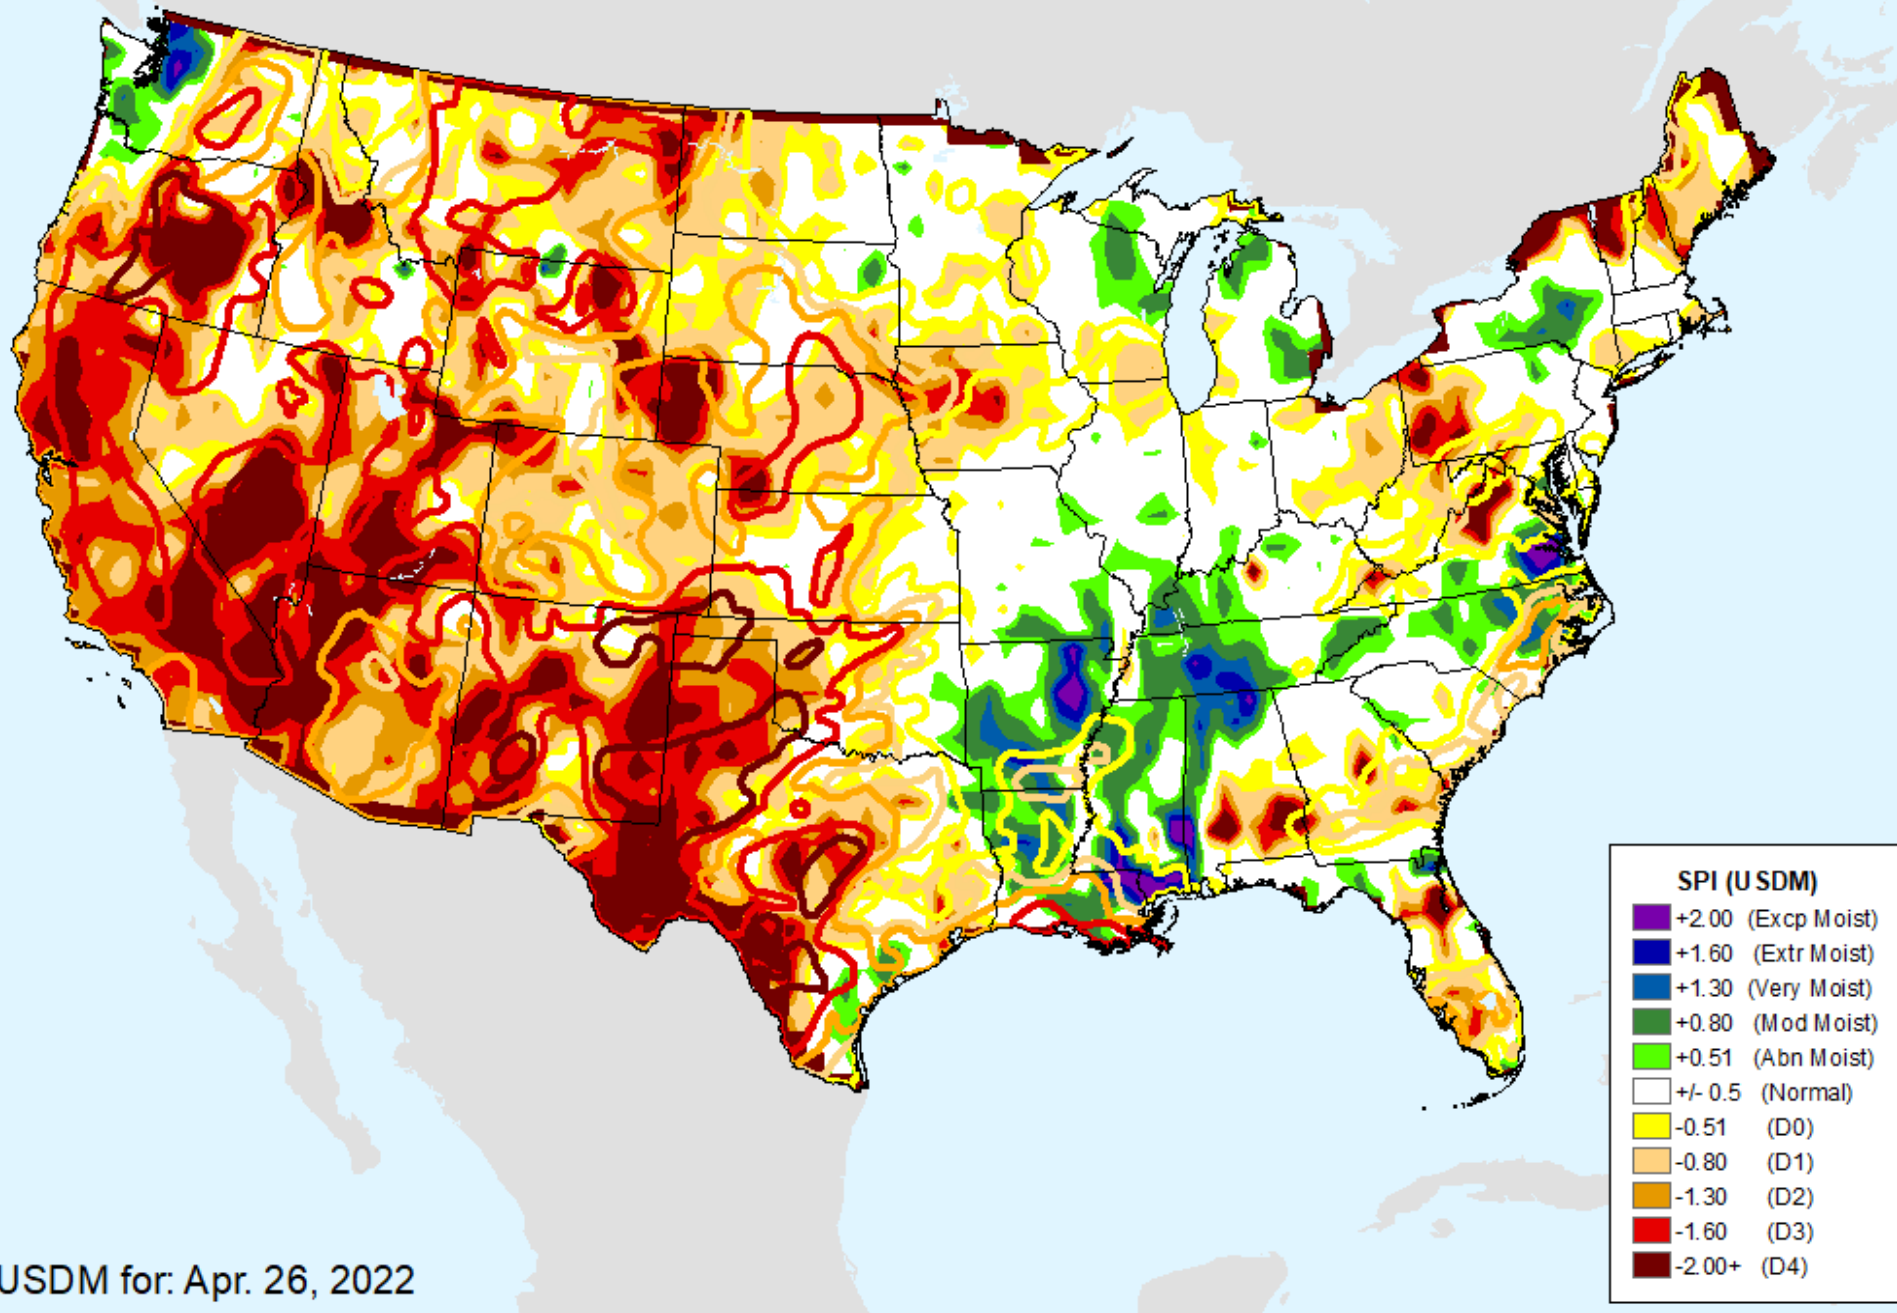 SPI (USDM)
+2.00 (Excp Moist)
+1.60 (Extr Moist)
+1.30 (Very Moist)
+0.80 (Mod Moist)
+0.51 (Abn Moist)
+/- 0.5 (Normal)
-0.51 (D0)
-0.80 (D1)
-1.30 (D2)
-1.60 (D3)
-2.00+ (D4)
USDM for: Apr. 26, 2022